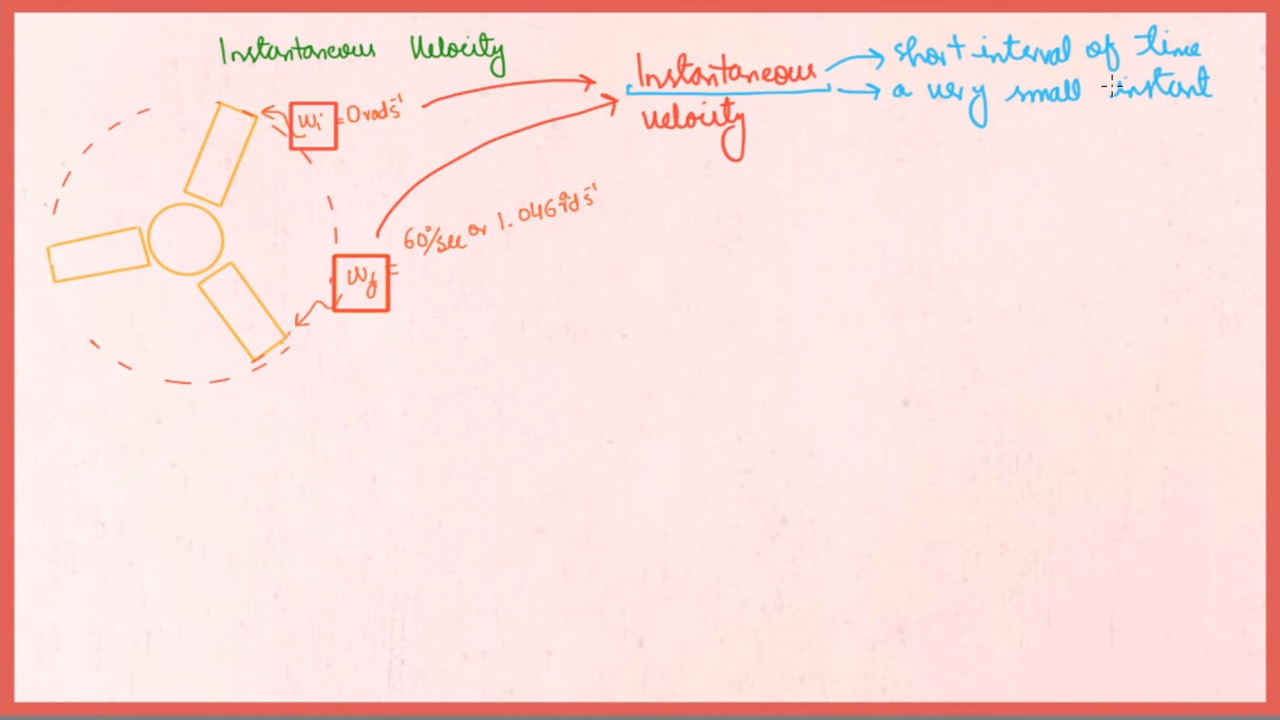 Instantaneous Velocity
ωi = 0 rads⁻¹
ωf = 60°/sec or 1.046 rads⁻¹
Instantaneous
velocity
short interval of time
a very small instant